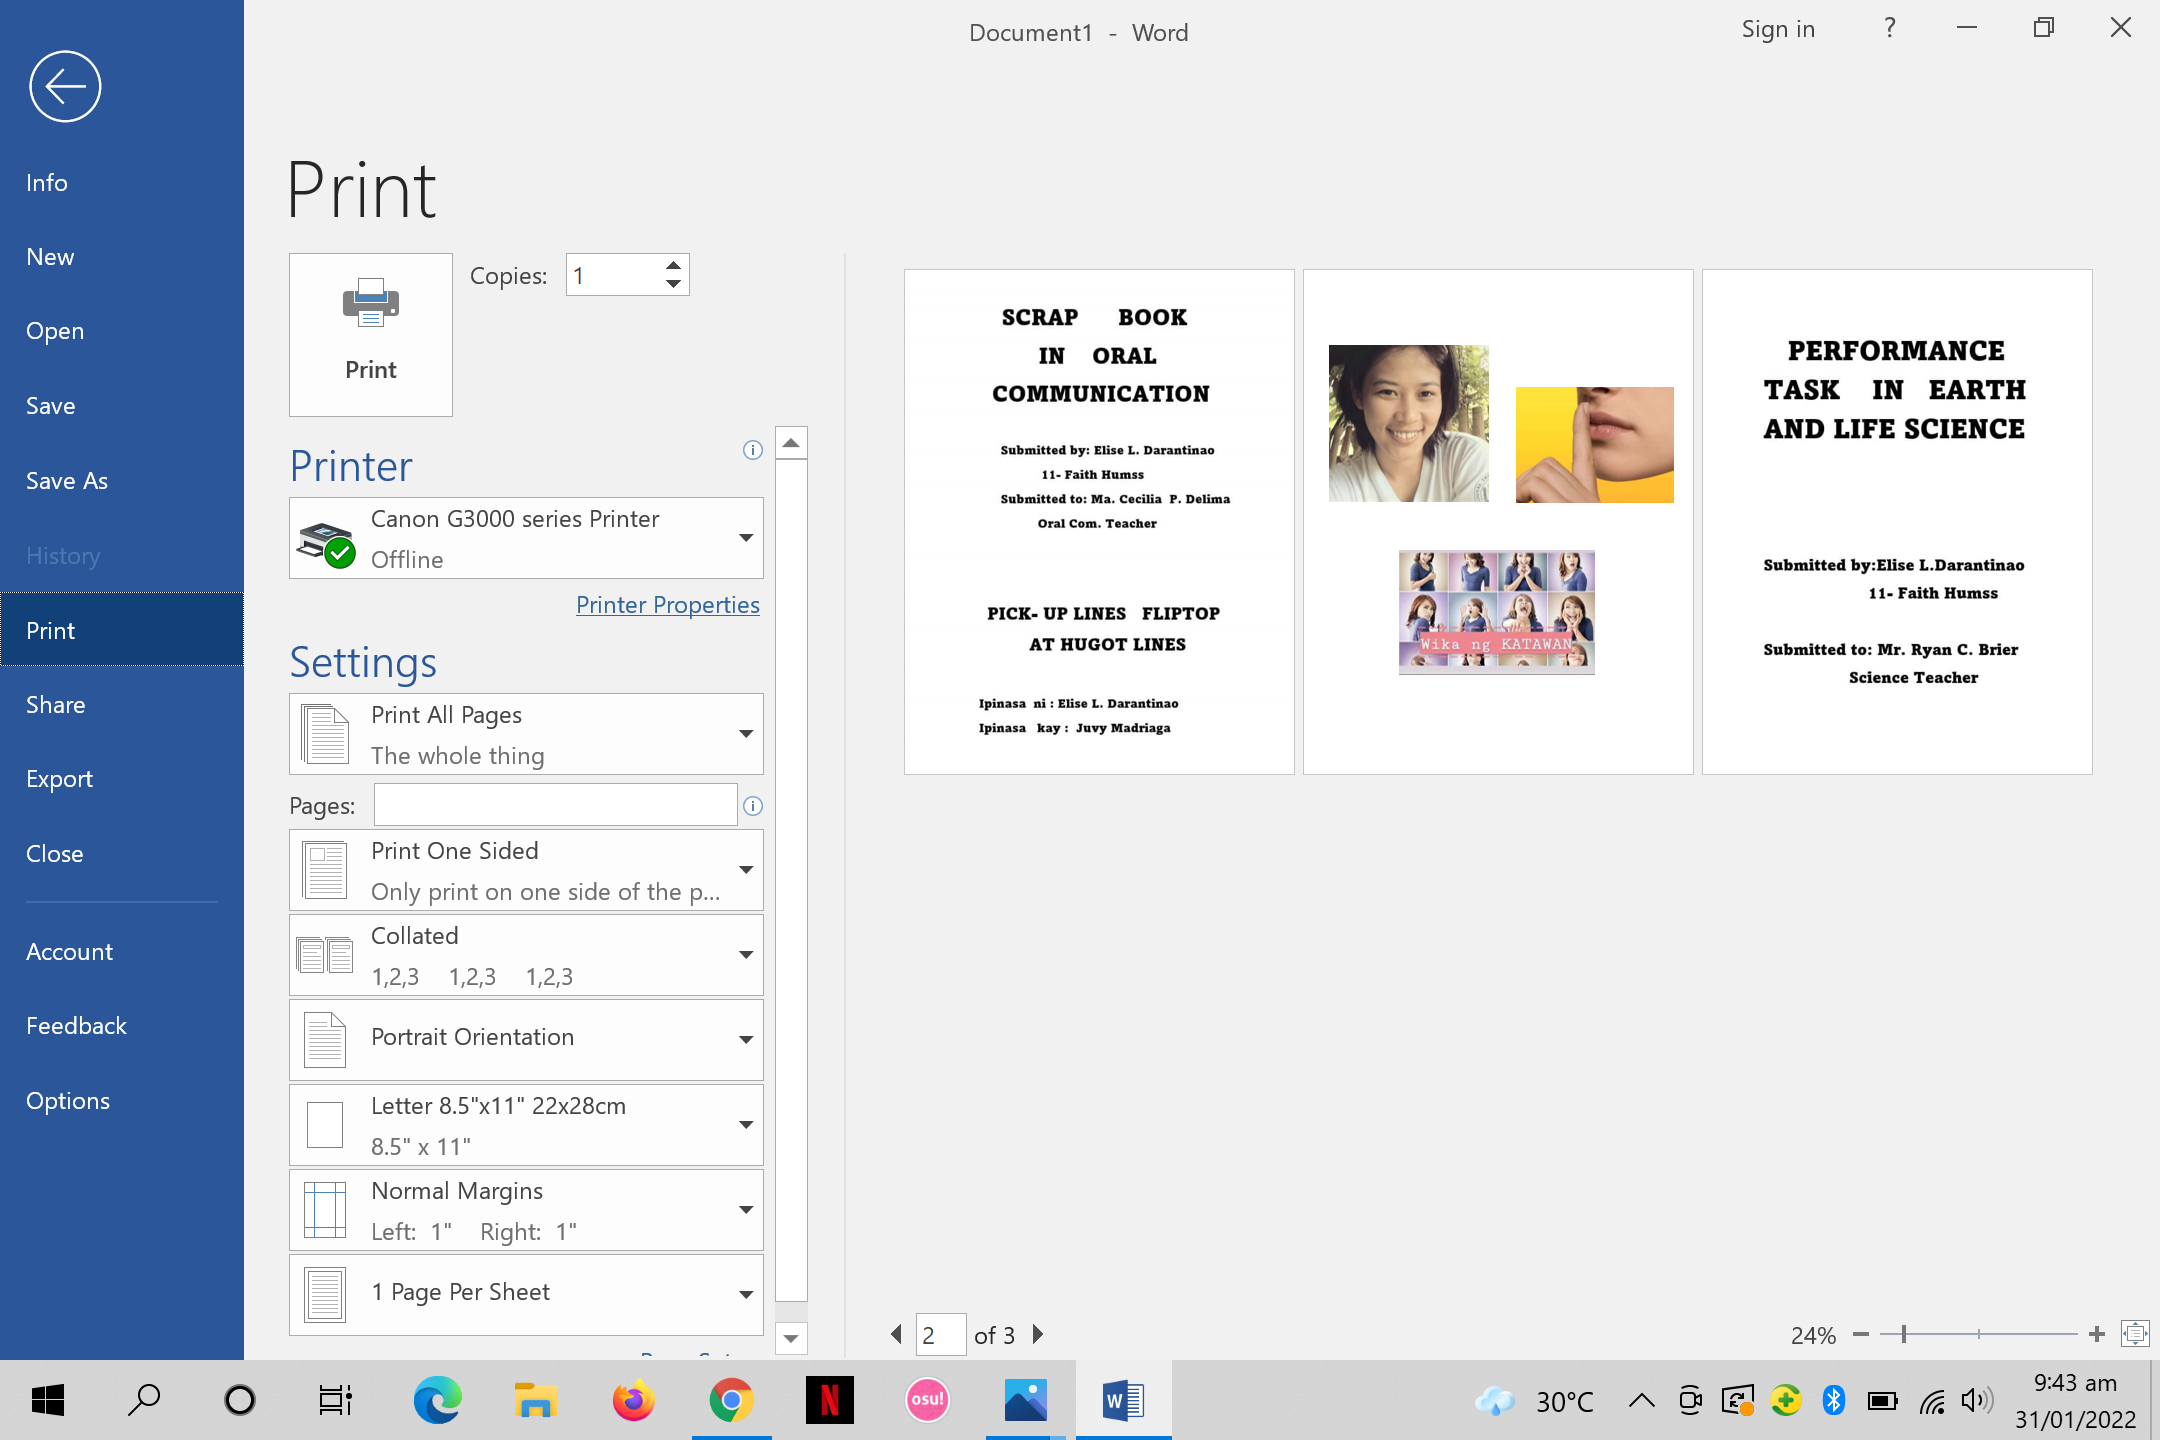 Document1 - Word
Sign in
?
Info
New
Open
Save
Save As
History
Print
Share
Export
Close
Account
Feedback
Options
Print
Print
Copies: 1
Printer
Canon G3000 series Printer
Offline
Printer Properties
Settings
Print All Pages
The whole thing
Pages:
Print One Sided
Only print on one side of the p...
Collated
1,2,3 1,2,3 1,2,3
Portrait Orientation
Letter 8.5"x11" 22x28cm
8.5" x 11"
Normal Margins
Left: 1" Right: 1"
1 Page Per Sheet
SCRAP BOOK
IN ORAL
COMMUNICATION
Submitted by: Elise L. Darantinao
11- Faith Humss
Submitted to: Ma. Cecilia P. Delima
Oral Com. Teacher
PICK- UP LINES FLIPTOP
AT HUGOT LINES
Ipinasa ni : Elise L. Darantinao
Ipinasa kay : Juvy Madriaga
Wika ng KATAWAN
PERFORMANCE
TASK IN EARTH
AND LIFE SCIENCE
Submitted by:Elise L.Darantinao
11- Faith Humss
Submitted to: Mr. Ryan C. Brier
Science Teacher
2 of 3
24%
N
osu!
W
30°C
9:43 am
31/01/2022